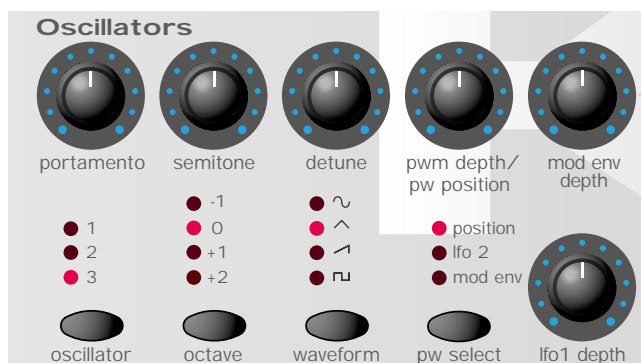 Oscillators
portamento
semitone
detune
pwm depth/
pw position
mod env
depth
1
2
3
-1
0
+1
+2
position
lfo 2
mod env
oscillator
octave
waveform
pw select
lfo1 depth